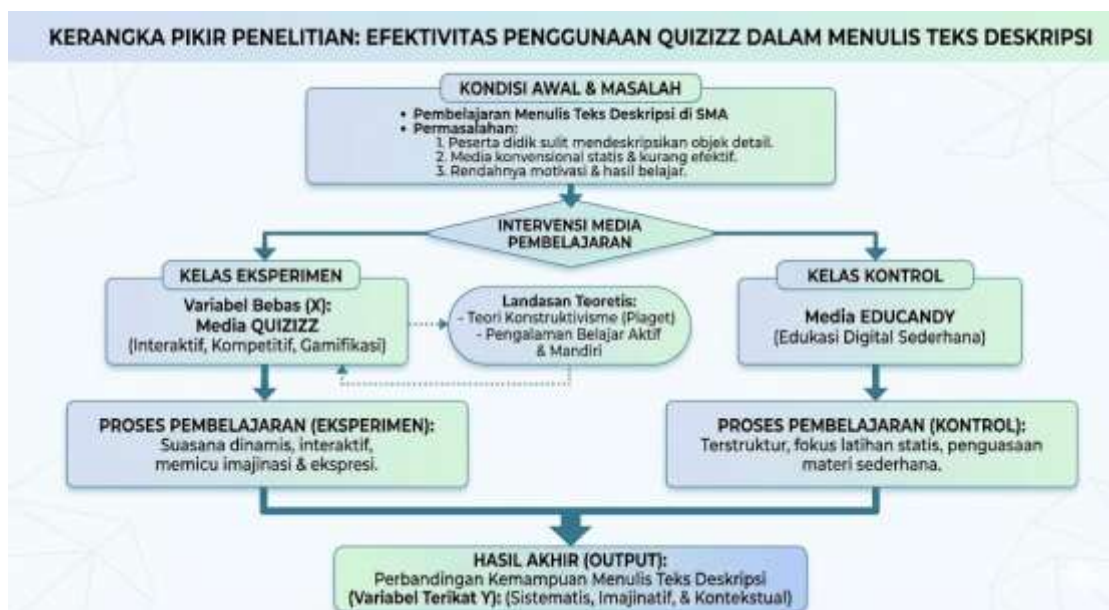 KERANGKA PIKIR PENELITIAN: EFEKTIVITAS PENGGUNAAN QUIZIZZ DALAM MENULIS TEKS DESKRIPSI
KONDISI AWAL & MASALAH
• Pembelajaran Menulis Teks Deskripsi di SMA
• Permasalahan:
1. Peserta didik sulit mendeskripsikan objek detail.
2. Media konvensional statis & kurang efektif.
3. Rendahnya motivasi & hasil belajar.
INTERVENSI MEDIA
PEMBELAJARAN
KELAS EKSPERIMEN
Variabel Bebas (X):
Media QUIZIZZ
(Interaktif, Kompetitif, Gamifikasi)
Landasan Teoretis:
- Teori Konstruktivisme (Piaget)
- Pengalaman Belajar Aktif
& Mandiri
KELAS KONTROL
Media EDUCANDY
(Edukasi Digital Sederhana)
PROSES PEMBELAJARAN (EKSPERIMEN):
Suasana dinamis, interaktif,
memicu imajinasi & ekspresi.
PROSES PEMBELAJARAN (KONTROL):
Terstruktur, fokus latihan statis, penguasaan
materi sederhana.
HASIL AKHIR (OUTPUT):
Perbandingan Kemampuan Menulis Teks Deskripsi
(Variabel Terikat Y): (Sistematis, Imajinatif, & Kontekstual)